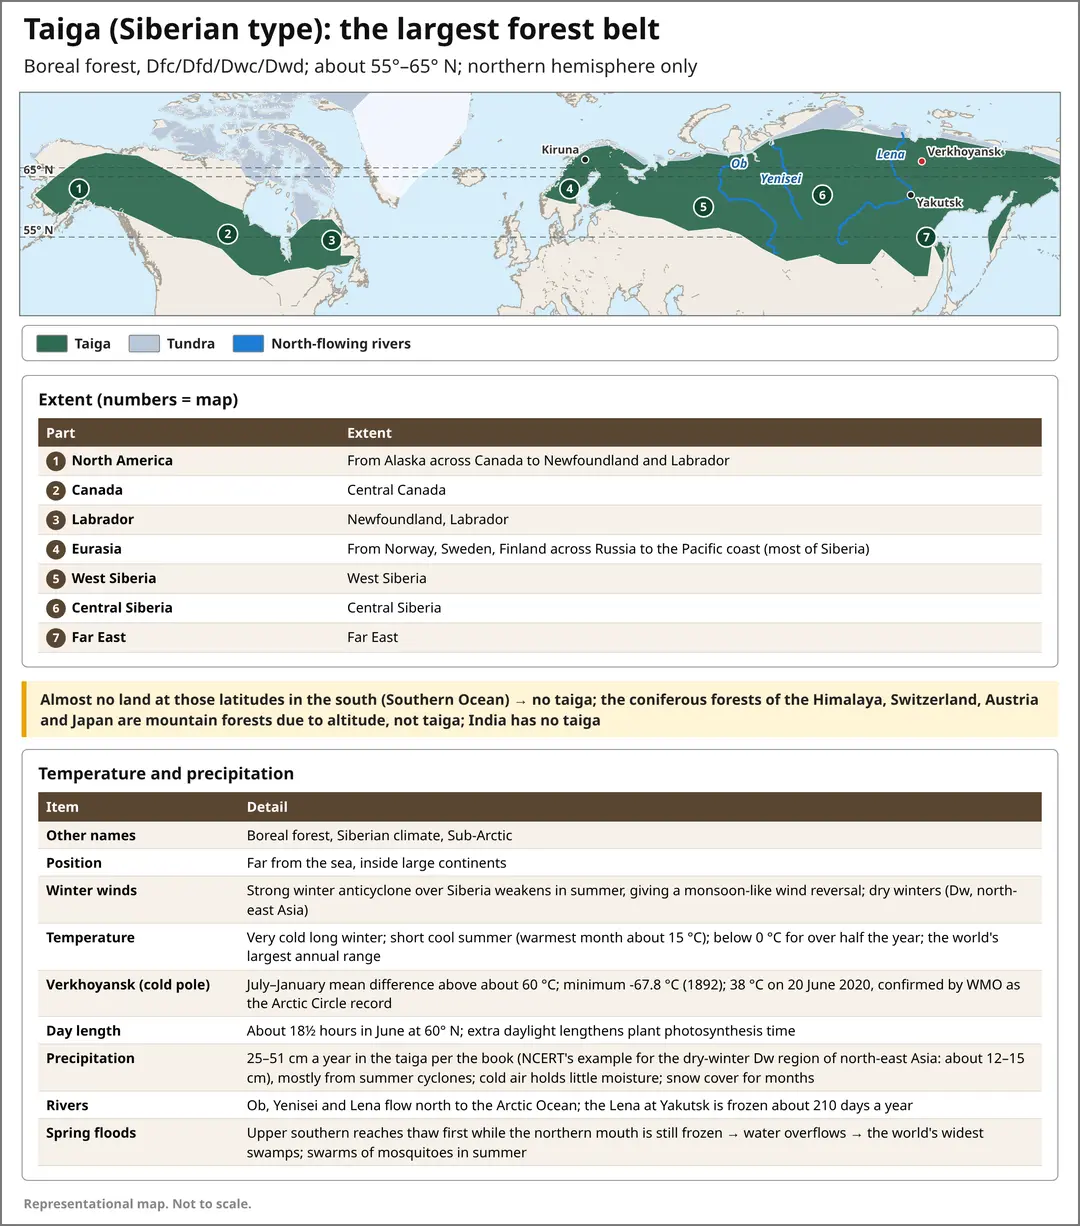 Taiga (Siberian type): the largest forest belt
Boreal forest, Dfc/Dfd/Dwc/Dwd; about 55°–65° N; northern hemisphere only
65° N
55° N
Kiruna
Ob
Yenisei
Lena
Verkhoyansk
Yakutsk
1
2
3
4
5
6
7
Taiga
Tundra
North-flowing rivers
Extent (numbers = map)
Part Extent
1 North America From Alaska across Canada to Newfoundland and Labrador
2 Canada Central Canada
3 Labrador Newfoundland, Labrador
4 Eurasia From Norway, Sweden, Finland across Russia to the Pacific coast (most of Siberia)
5 West Siberia West Siberia
6 Central Siberia Central Siberia
7 Far East Far East
Almost no land at those latitudes in the south (Southern Ocean) → no taiga; the coniferous forests of the Himalaya, Switzerland, Austria
and Japan are mountain forests due to altitude, not taiga; India has no taiga
Temperature and precipitation
Item Detail
Other names Boreal forest, Siberian climate, Sub-Arctic
Position Far from the sea, inside large continents
Winter winds Strong winter anticyclone over Siberia weakens in summer, giving a monsoon-like wind reversal; dry winters (Dw, north-
east Asia)
Temperature Very cold long winter; short cool summer (warmest month about 15 °C); below 0 °C for over half the year; the world's
largest annual range
Verkhoyansk (cold pole) July–January mean difference above about 60 °C; minimum -67.8 °C (1892); 38 °C on 20 June 2020, confirmed by WMO as
the Arctic Circle record
Day length About 18½ hours in June at 60° N; extra daylight lengthens plant photosynthesis time
Precipitation 25–51 cm a year in the taiga per the book (NCERT's example for the dry-winter Dw region of north-east Asia: about 12–15
cm), mostly from summer cyclones; cold air holds little moisture; snow cover for months
Rivers Ob, Yenisei and Lena flow north to the Arctic Ocean; the Lena at Yakutsk is frozen about 210 days a year
Spring floods Upper southern reaches thaw first while the northern mouth is still frozen → water overflows → the world's widest
swamps; swarms of mosquitoes in summer
Representational map. Not to scale.